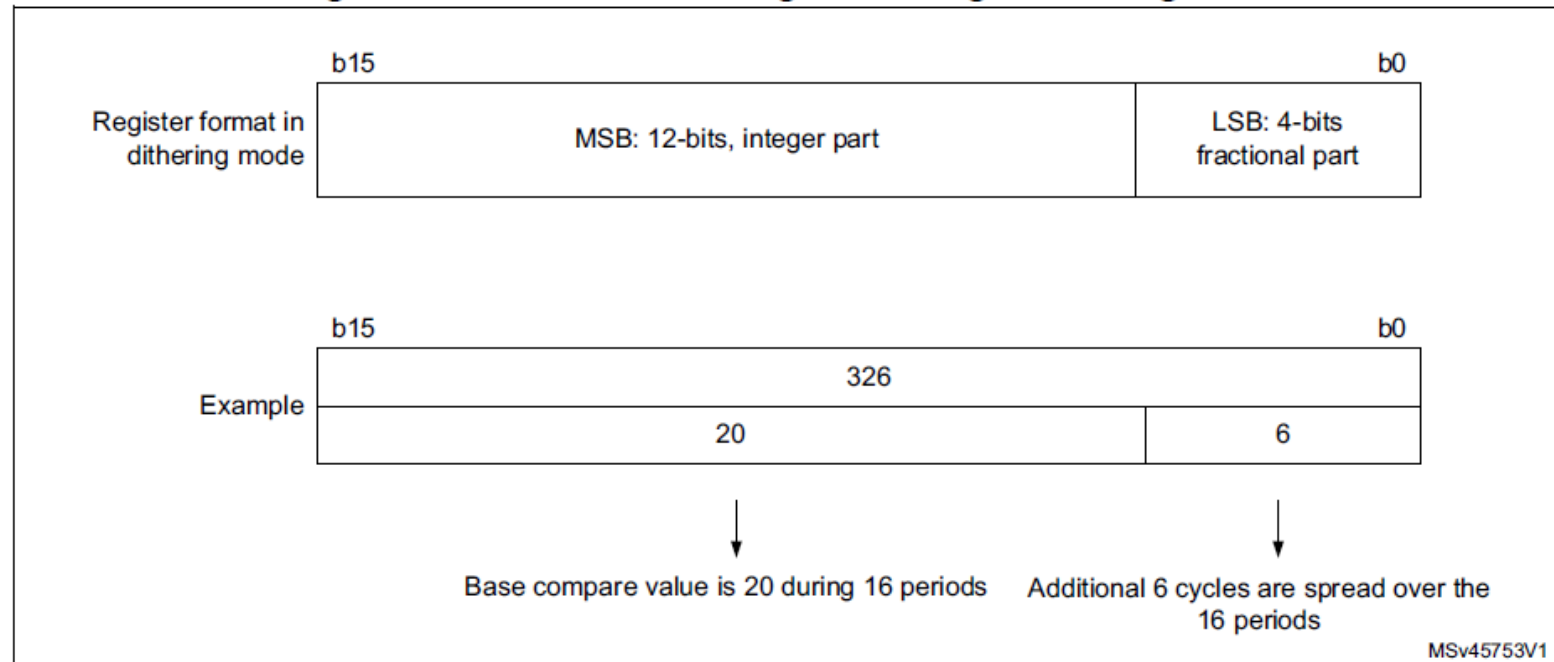 b15 b0
Register format in
dithering mode
MSB: 12-bits, integer part
LSB: 4-bits
fractional part
b15 b0
Example
326
20 6
Base compare value is 20 during 16 periods
Additional 6 cycles are spread over the
16 periods
MSv45753V1